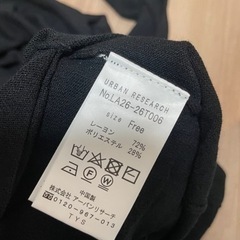 URBAN RESEARCH
No.LA26-26T006
size Free
レーヨン 72%
ポリエステル 28%
中国製
株式会社アーバンリサーチ
0120-967-013
TYS